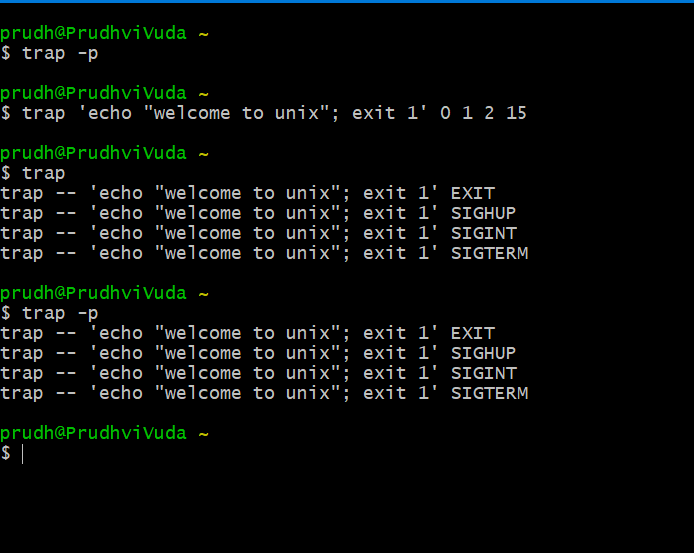 prudh@PrudhviVuda ~
$ trap -p
prudh@PrudhviVuda ~
$ trap 'echo "welcome to unix"; exit 1' 0 1 2 15
prudh@PrudhviVuda ~
$ trap
trap -- 'echo "welcome to unix"; exit 1' EXIT
trap -- 'echo "welcome to unix"; exit 1' SIGHUP
trap -- 'echo "welcome to unix"; exit 1' SIGINT
trap -- 'echo "welcome to unix"; exit 1' SIGTERM
prudh@PrudhviVuda ~
$ trap -p
trap -- 'echo "welcome to unix"; exit 1' EXIT
trap -- 'echo "welcome to unix"; exit 1' SIGHUP
trap -- 'echo "welcome to unix"; exit 1' SIGINT
trap -- 'echo "welcome to unix"; exit 1' SIGTERM
prudh@PrudhviVuda ~
$